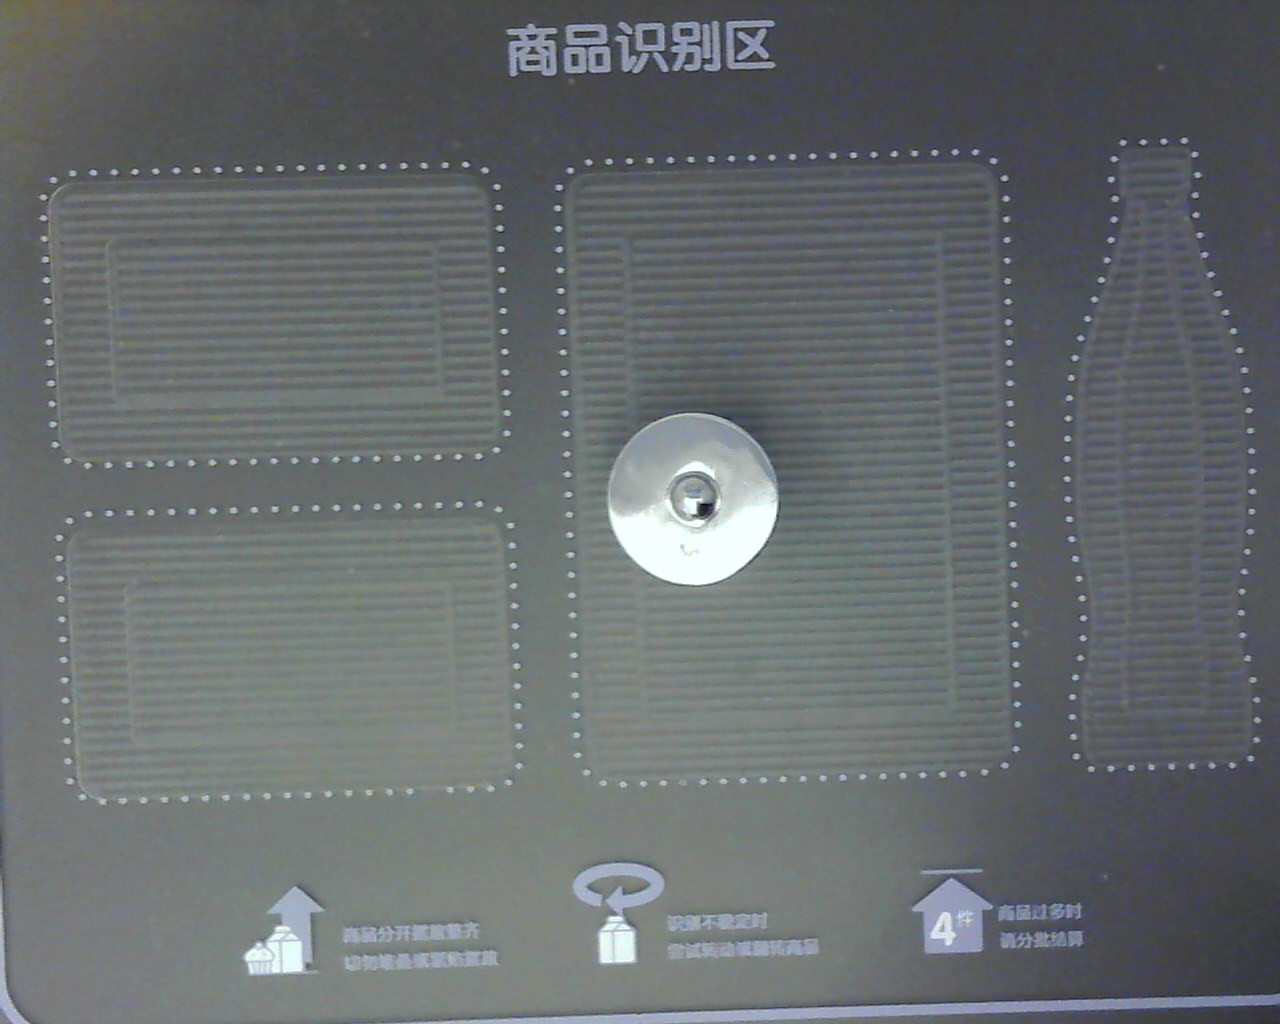 商品识别区
商品分开摆放整齐
切勿堆叠或紧贴摆放
识别不稳定时
尝试转动或翻转商品
4件
商品过多时
请分批结算